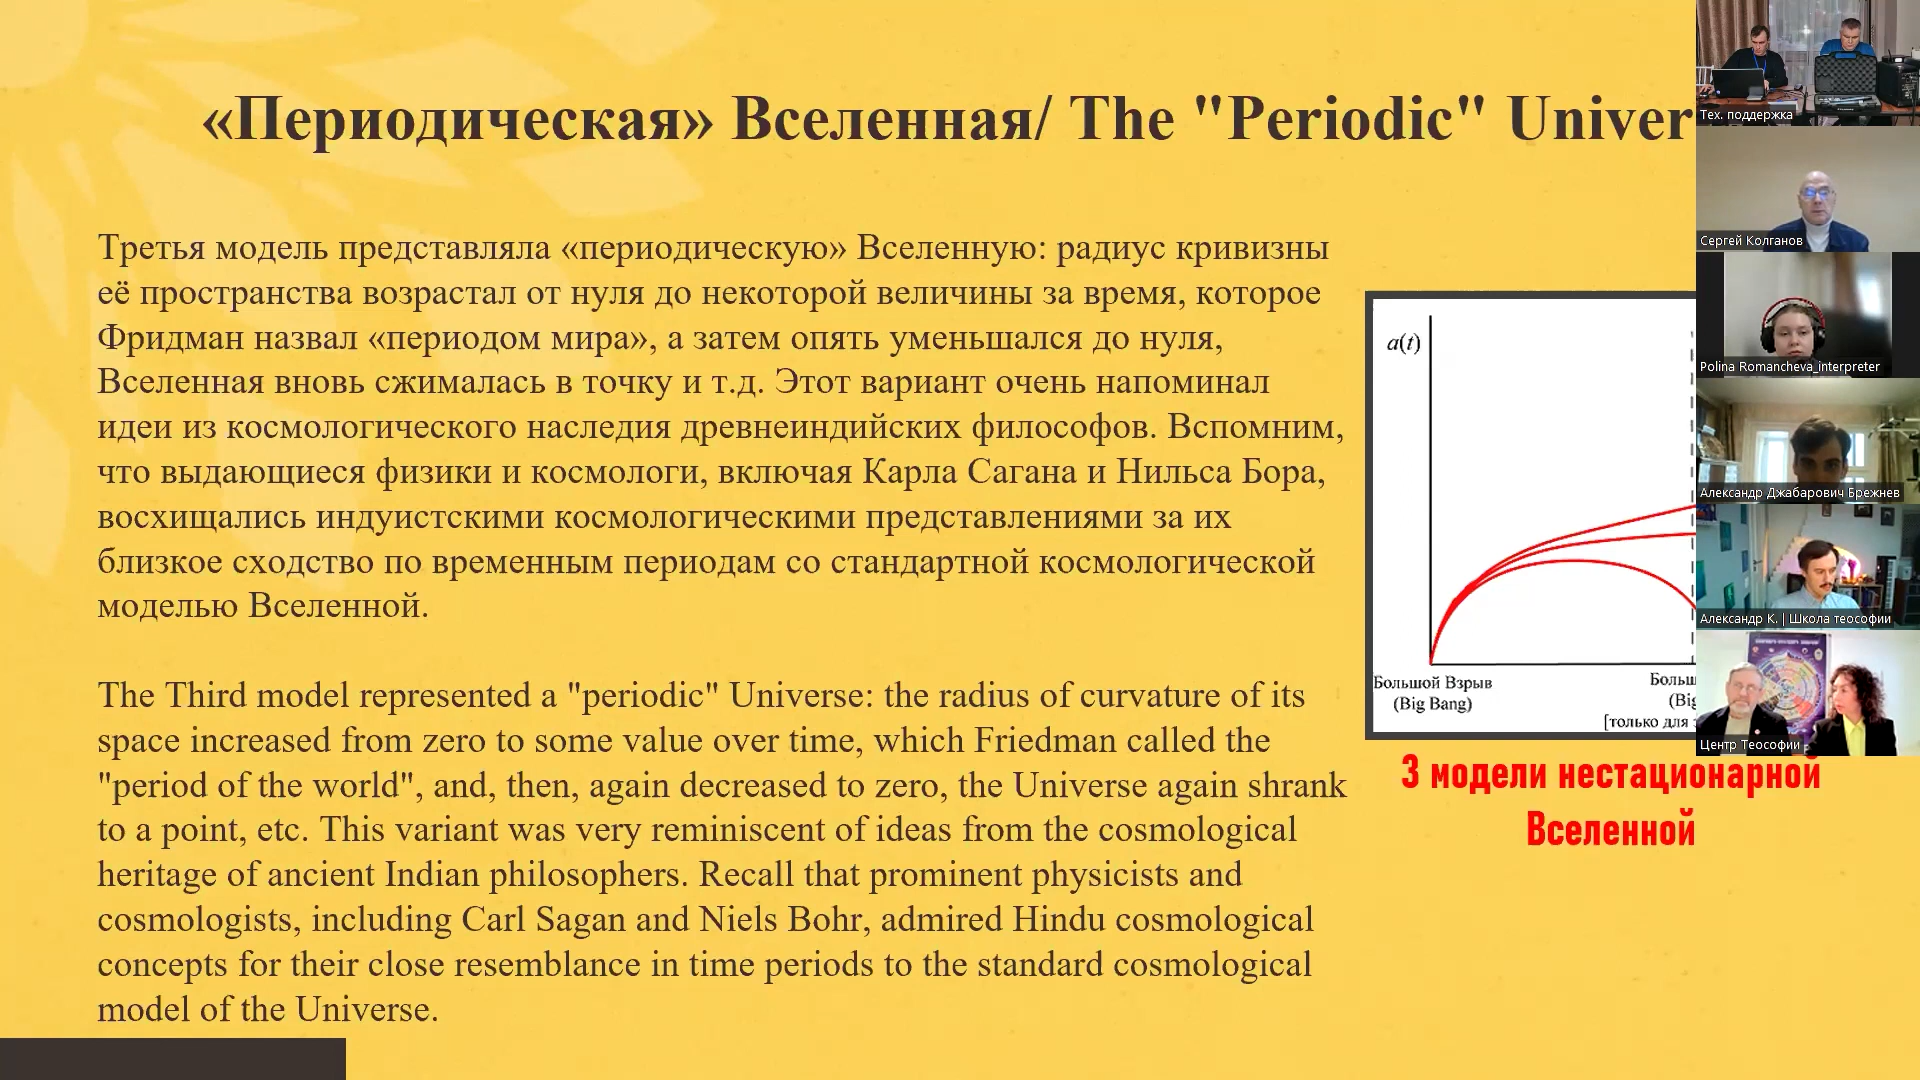 «Периодическая» Вселенная/ The "Periodic" Univer
Третья модель представляла «периодическую» Вселенную: радиус кривизны
её пространства возрастал от нуля до некоторой величины за время, которое
Фридман назвал «периодом мира», а затем опять уменьшался до нуля,
Вселенная вновь сжималась в точку и т.д. Этот вариант очень напоминал
идеи из космологического наследия древнеиндийских философов. Вспомним,
что выдающиеся физики и космологи, включая Карла Сагана и Нильса Бора,
восхищались индуистскими космологическими представлениями за их
близкое сходство по временным периодам со стандартной космологической
моделью Вселенной.
The Third model represented a "periodic" Universe: the radius of curvature of its
space increased from zero to some value over time, which Friedman called the
"period of the world", and, then, again decreased to zero, the Universe again shrank
to a point, etc. This variant was very reminiscent of ideas from the cosmological
heritage of ancient Indian philosophers. Recall that prominent physicists and
cosmologists, including Carl Sagan and Niels Bohr, admired Hindu cosmological
concepts for their close resemblance in time periods to the standard cosmological
model of the Universe.
a(t)
Большой Взрыв
(Big Bang)
Больш
(Big
[только для з
3 модели нестационарной
Вселенной
Тех. поддержка
Сергей Колганов
Polina Romancheva_interpreter
Александр Джабарович Брежнев
Александр К. | Школа теософии
Центр Теософии